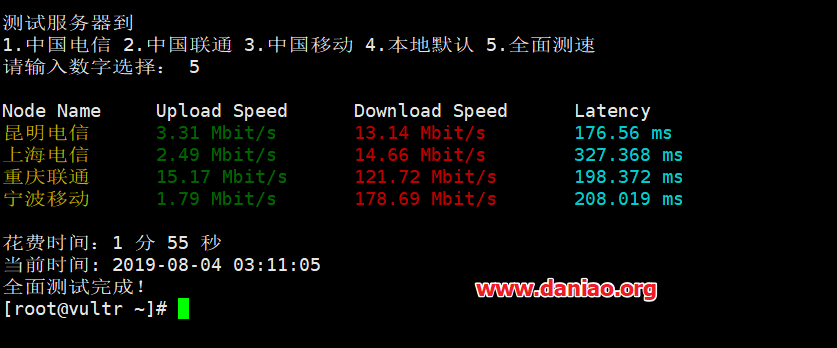 测试服务器到
1.中国电信 2.中国联通 3.中国移动 4.本地默认 5.全面测速
请输入数字选择： 5
Node Name Upload Speed Download Speed Latency
昆明电信 3.31 Mbit/s 13.14 Mbit/s 176.56 ms
上海电信 2.49 Mbit/s 14.66 Mbit/s 327.368 ms
重庆联通 15.17 Mbit/s 121.72 Mbit/s 198.372 ms
宁波移动 1.79 Mbit/s 178.69 Mbit/s 208.019 ms
花费时间：1 分 55 秒
当前时间: 2019-08-04 03:11:05
全面测试完成！
www.daniao.org
[root@vultr ~]#